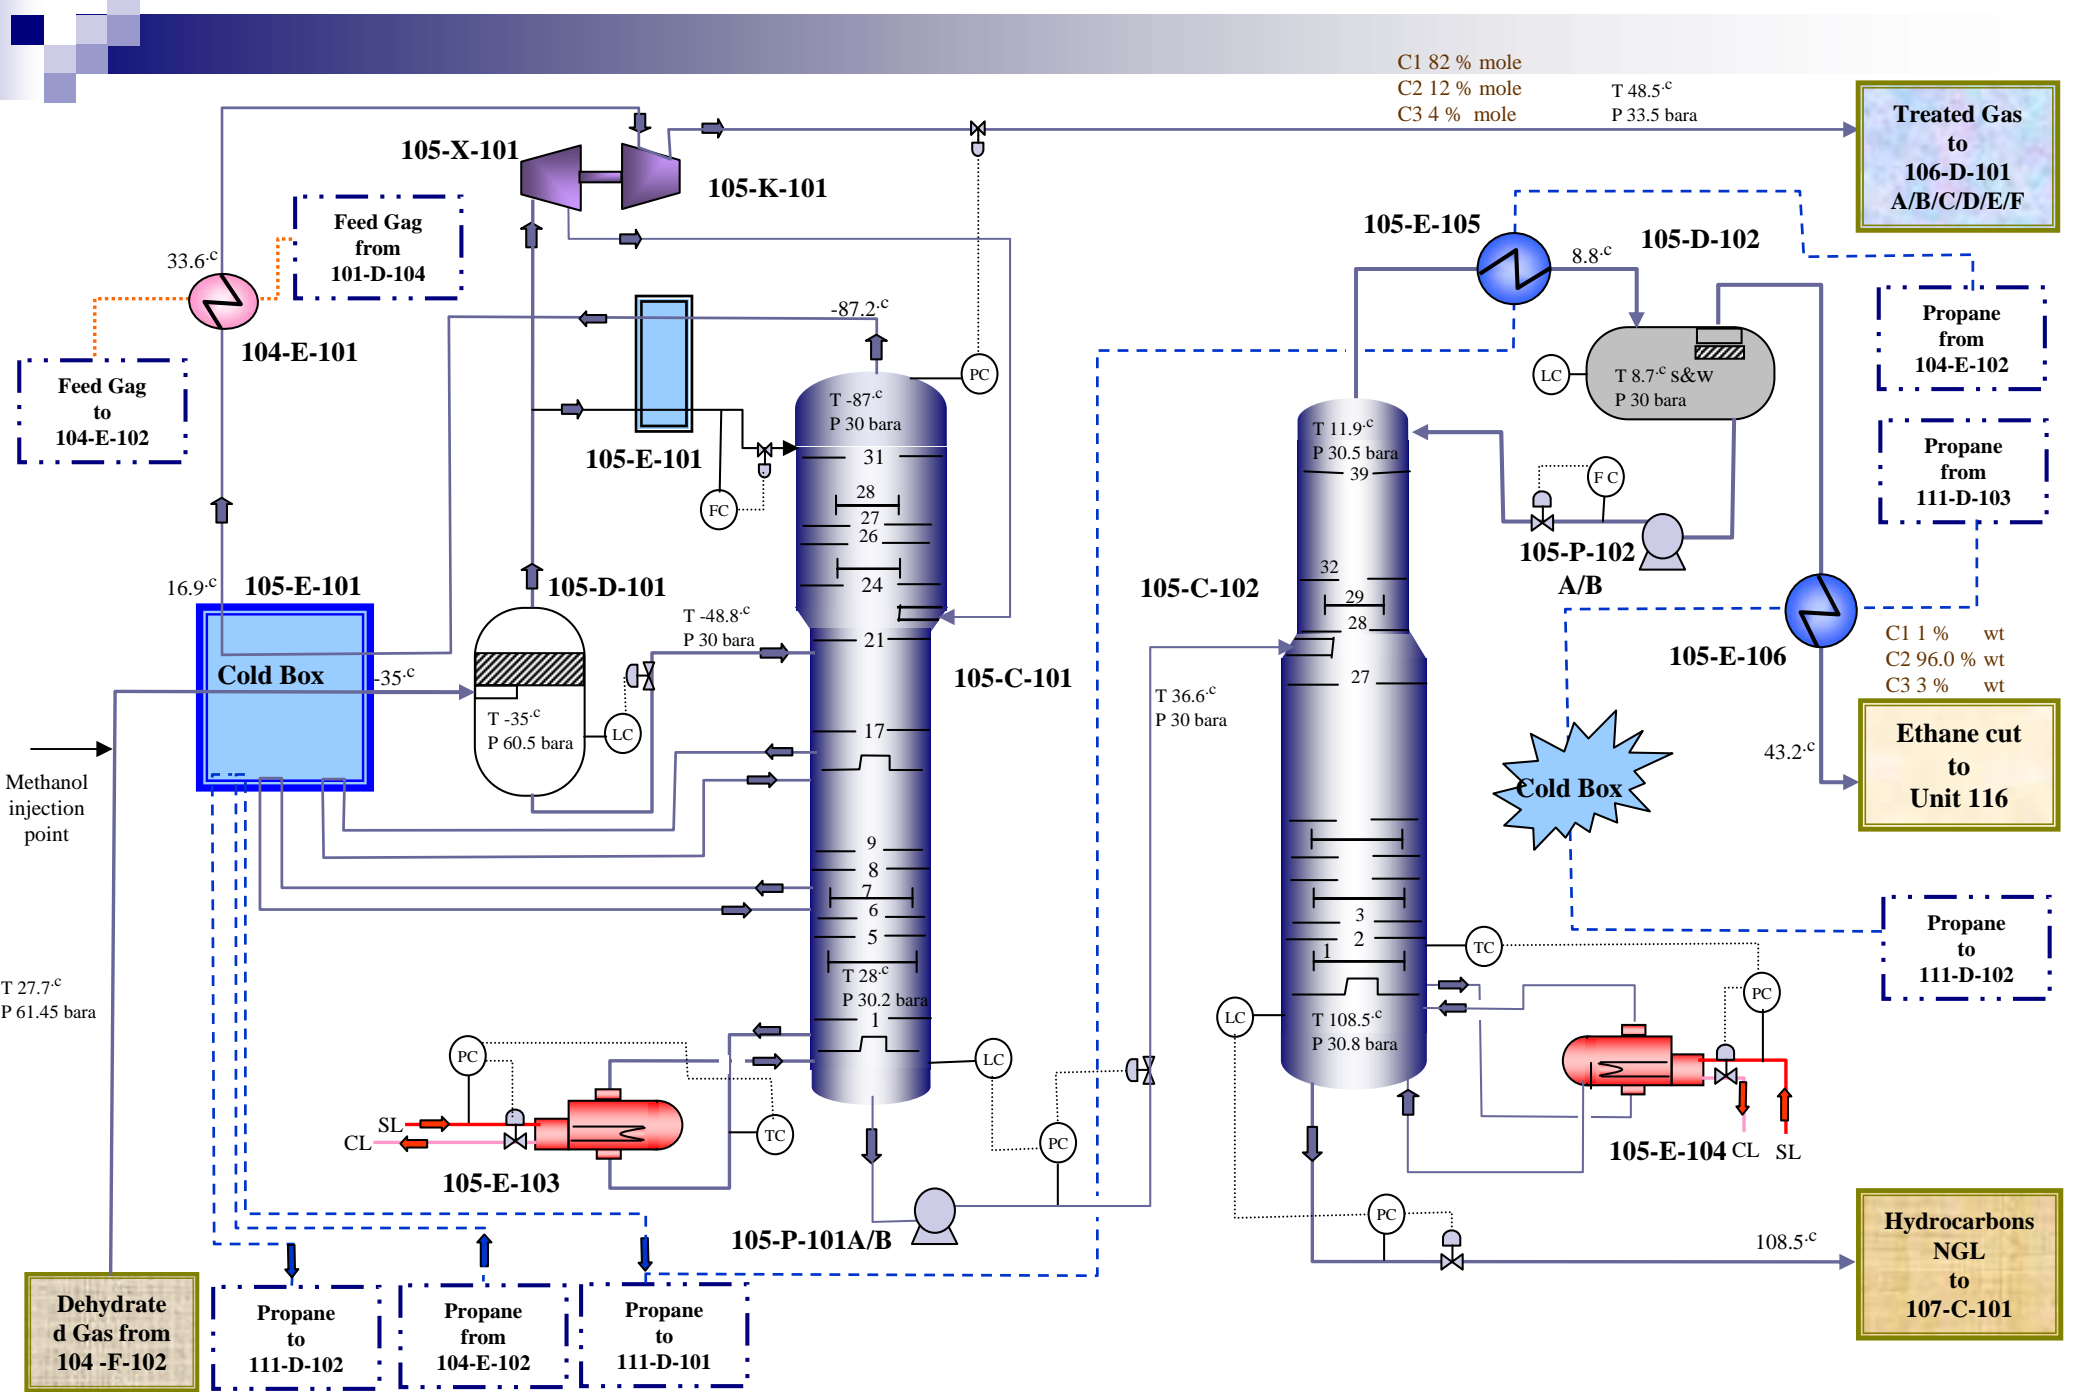 C1 82 % mole
C2 12 % mole
C3 4 % mole
T 48.5.c
P 33.5 bara
Treated Gas
to
106-D-101
A/B/C/D/E/F
105-X-101
105-K-101
Feed Gag
from
101-D-104
33.6.c
104-E-101
Feed Gag
to
104-E-102
-87.2.c
105-E-101
PC
FC
T -87.c
P 30 bara
31
28
27
26
24
21
17
9
8
7
6
5
T 28.c
P 30.2 bara
1
105-C-101
16.9.c
105-E-101
Cold Box
-35.c
105-D-101
T -35.c
P 60.5 bara
LC
T -48.8.c
P 30 bara
Methanol
injection
point
T 27.7.c
P 61.45 bara
PC
SL
CL
105-E-103
TC
LC
PC
105-P-101A/B
Dehydrate
d Gas from
104 -F-102
Propane
to
111-D-102
Propane
from
104-E-102
Propane
to
111-D-101
105-E-105
8.8.c
105-D-102
LC
T 8.7.c s&w
P 30 bara
Propane
from
104-E-102
Propane
from
111-D-103
T 11.9.c
P 30.5 bara
39
F C
105-P-102
A/B
105-C-102
32
29
28
27
T 36.6.c
P 30 bara
105-E-106
C1 1 % wt
C2 96.0 % wt
C3 3 % wt
43.2.c
Ethane cut
to
Unit 116
Cold Box
Propane
to
111-D-102
3
2
1
TC
PC
LC
T 108.5.c
P 30.8 bara
105-E-104
CL
SL
PC
108.5.c
Hydrocarbons
NGL
to
107-C-101